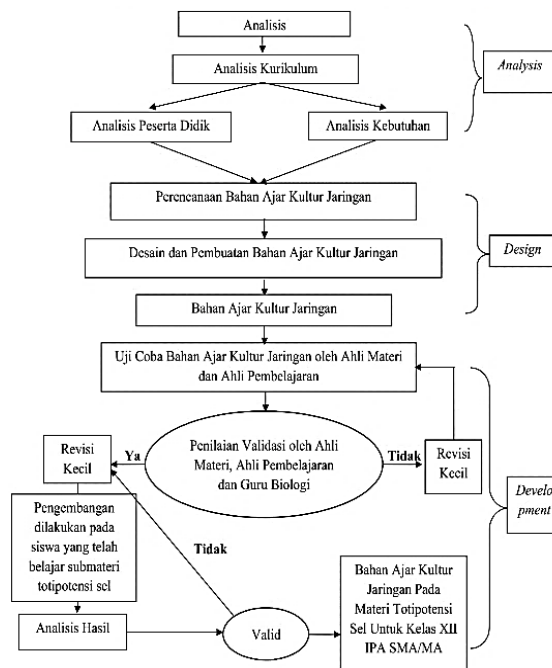 Analisis
Analisis Kurikulum
Analysis
Analisis Peserta Didik
Analisis Kebutuhan
Perencanaan Bahan Ajar Kultur Jaringan
Desain dan Pembuatan Bahan Ajar Kultur Jaringan
Design
Bahan Ajar Kultur Jaringan
Uji Coba Bahan Ajar Kultur Jaringan oleh Ahli Materi
dan Ahli Pembelajaran
Penilaian Validasi oleh Ahli
Materi, Ahli Pembelajaran
dan Guru Biologi
Ya
Tidak
Revisi
Kecil
Revisi
Kecil
Develo
pment
Pengembangan
dilakukan pada
siswa yang telah
belajar submateri
totipotensi sel
Tidak
Analisis Hasil
Valid
Bahan Ajar Kultur
Jaringan Pada
Materi Totipotensi
Sel Untuk Kelas XII
IPA SMA/MA